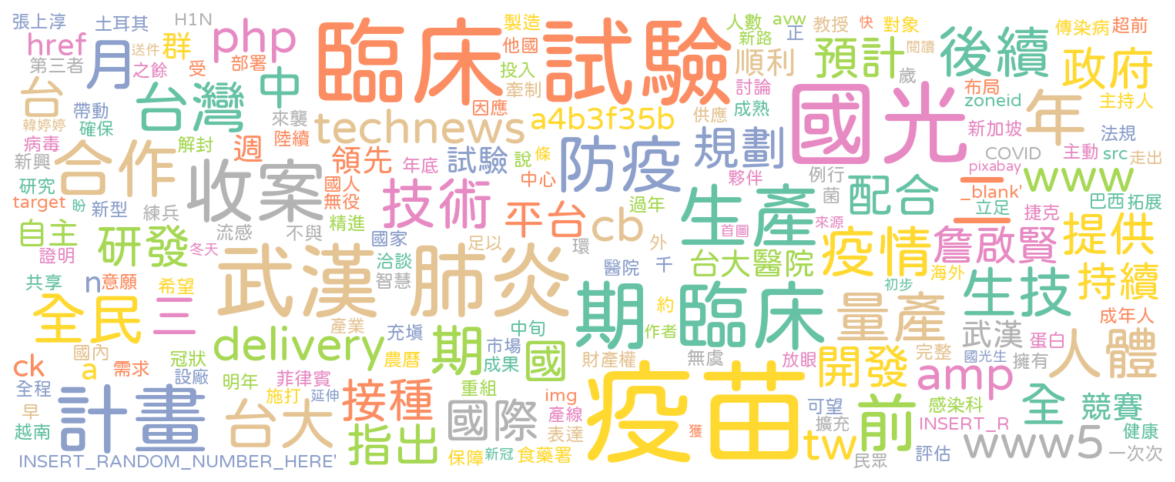 張上淳 土耳其 H1N 製造 人數 avw 教授 快 對象 傳染病 超前
href 月 群 php 臨床試驗 他國 新路 正 預計 閱讀 後續 政府
第三者 之餘 送件 受 部署 投入 牽制 順利 歲 布局
台 帶動 台灣 中 來襲 因應 討論 國光 zoneid 主持人
韓婷婷 確保 technews a4b3f35b 供應 成熟 新加坡 年 法規
病毒 解封 週 陸續 領先 年底 試驗 說 條 防疫 規劃 COVID 主動 src 走出
新興 合作 收案 國人 中心 夥伴 例行 pixabay
研究 無役 技術 平台 cb 生產 菌 配合 二 _blank' www
target 盼 新型 練兵 精進 過年 首圖 來源 立足 捷克 巴西 拓展
自主 研發 流感 不與 國家 足以 環 外 疫情 詹啟賢 提供
證明 冬天 武漢肺炎 洽談 醫院 千 台大醫院 海外
共享 n 意願 智慧 期 臨床 初步 生技 持續
全民 三 希望 產業 充塡 中旬 約 作者 量產 武漢 成年人
國內 冠狀 delivery 期 市場 國 財產權 無虞 放眼 完整 國光生 蛋白 人體
ck a 需求 設廠 農曆 成果 開發 擁有
全程 明年 菲律賓 重組 img 疫苗 amp
早 計畫 台大 施打 延伸 接種 產線 可望 前 感染科 全 競賽
越南 指出 國際 表達 獲 擴充 INSERT_R 健康
INSERT_RANDOM_NUMBER_HERE' 保障 新冠 食藥署 tw 民眾 評估 www5 一次次